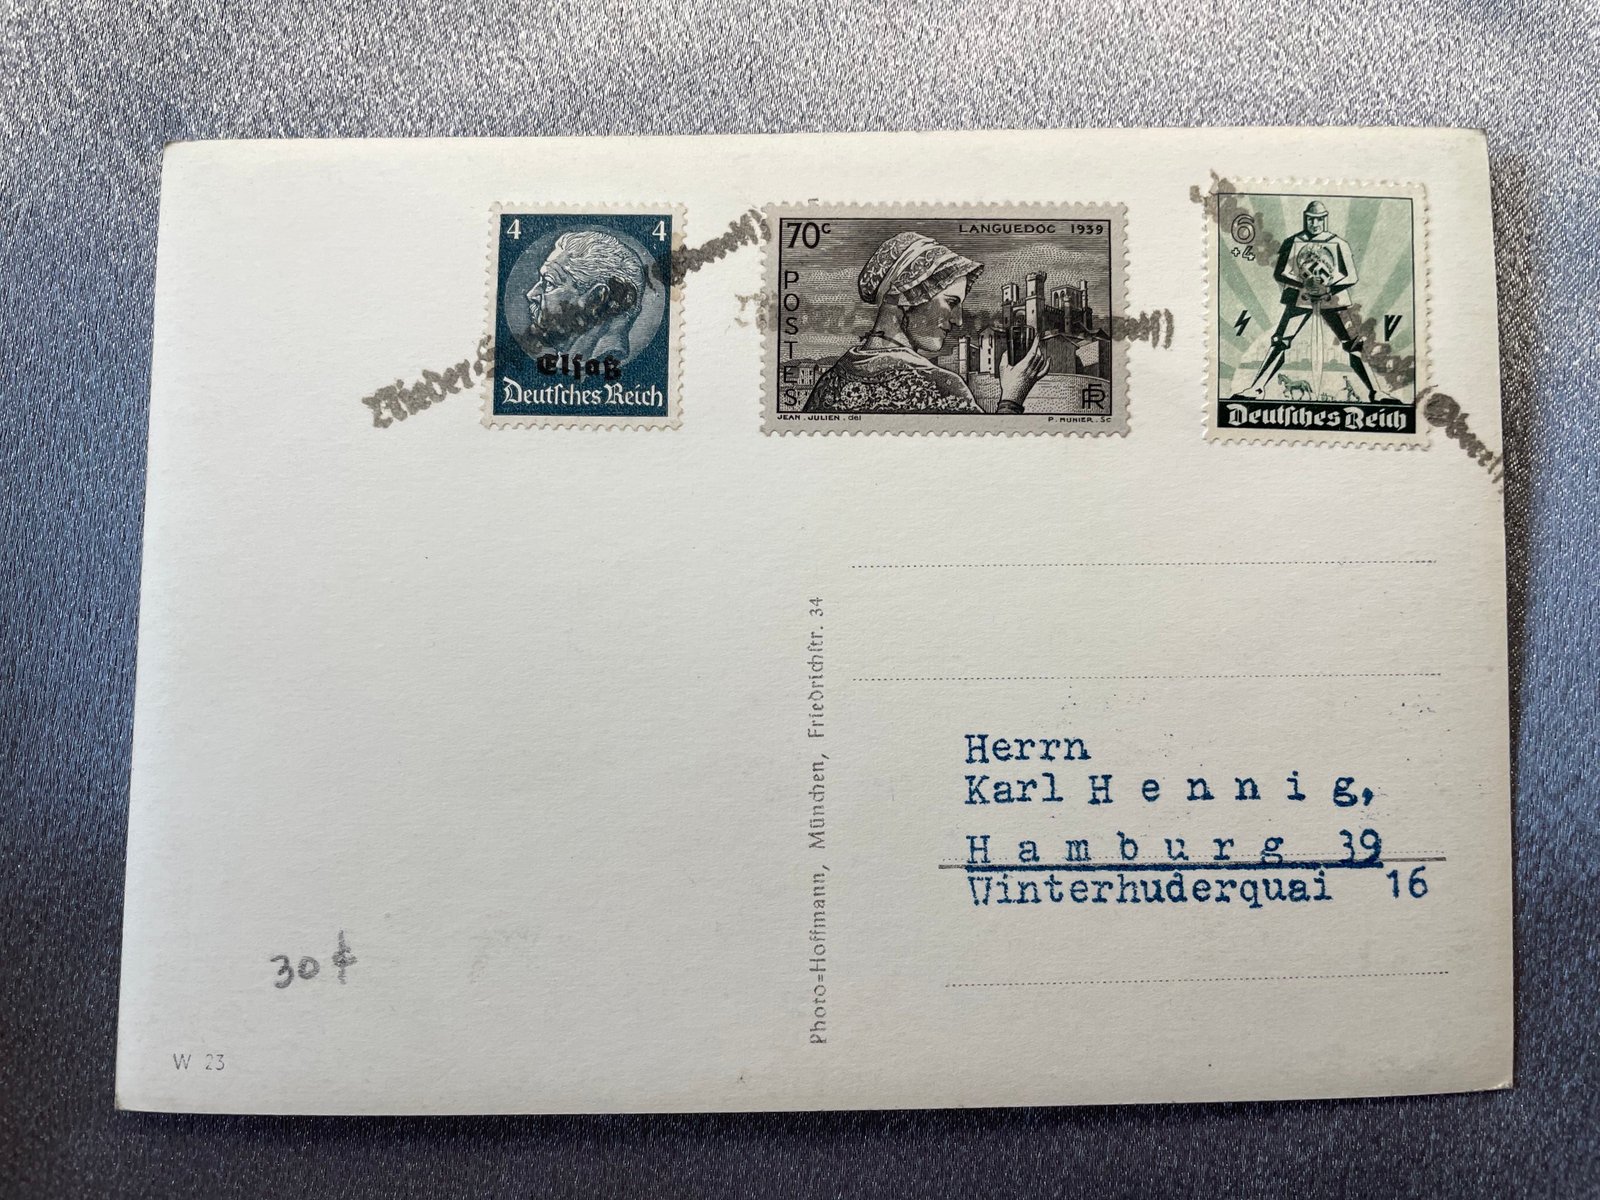 4 4
Elsaß
Deutsches Reich
70c
LANGUEDOC 1939
POSTES
RF
JEAN.JULIEN.del
P. MUNIER. Sc
6
+4
Deutsches Reich
Photo=Hoffmann, München, Friedrichstr. 34
Herrn
Karl Hennig,
Hamburg 39
Winterhuderquai 16
30¢
W 23